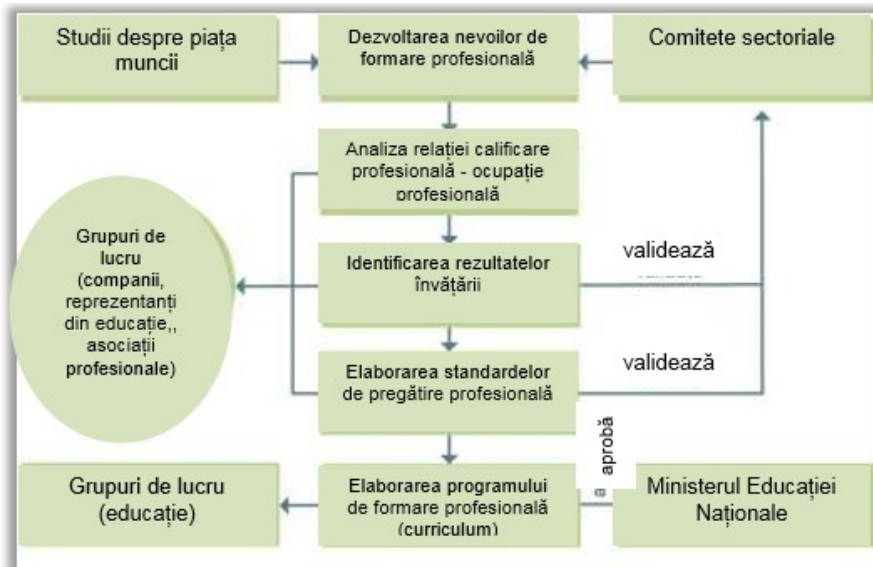 Studii despre piața
muncii
Dezvoltarea nevoilor de
formare profesională
Comitete sectoriale
Analiza relației calificare
profesională - ocupație
profesională
Grupuri de
lucru
(companii,
reprezentanți
din educație,,
asociații
profesionale)
Identificarea rezultatelor
învățării
validează
Elaborarea standardelor
de pregătire profesională
validează
aprobă
Grupuri de lucru
(educație)
Elaborarea programului
de formare profesională
(curriculum)
Ministerul Educației
Naționale